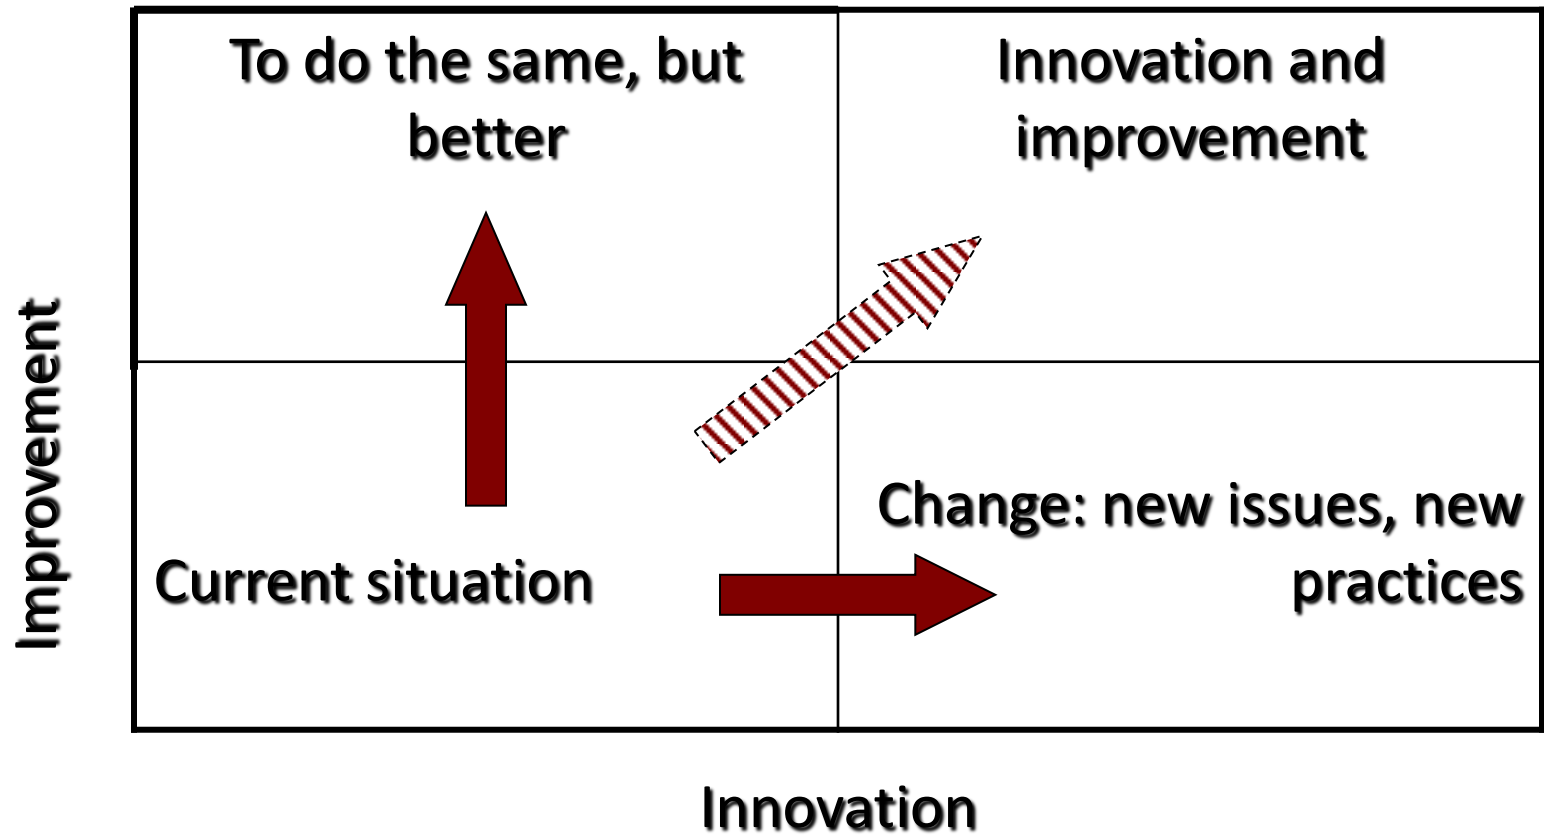 To do the same, but
better
Innovation and
improvement
Improvement
Current situation
Change: new issues, new
practices
Innovation